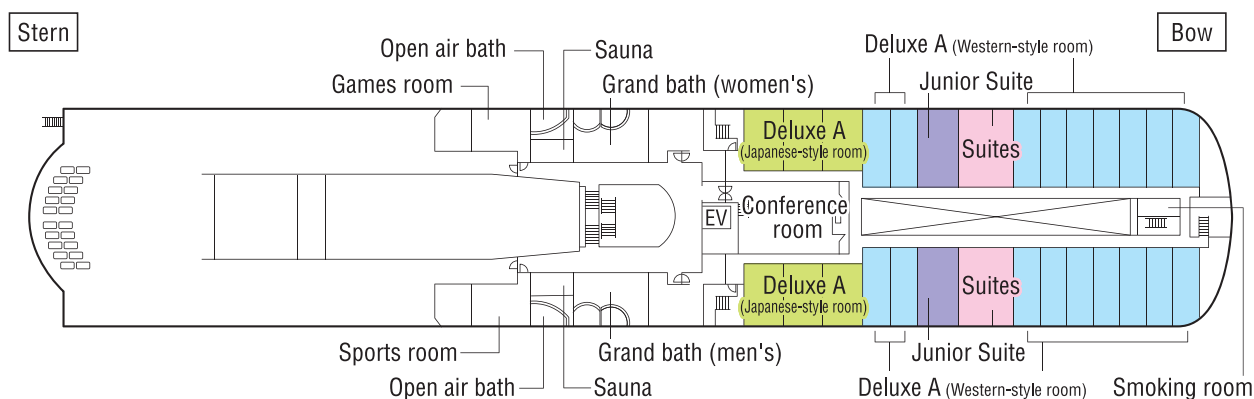 Stern
Bow
Open air bath
Sauna
Deluxe A (Western-style room)
Games room
Grand bath (women's)
Junior Suite
Deluxe A
(Japanese-style room)
Suites
EV
Conference
room
Deluxe A
(Japanese-style room)
Suites
Sports room
Grand bath (men's)
Junior Suite
Open air bath
Sauna
Deluxe A (Western-style room)
Smoking room